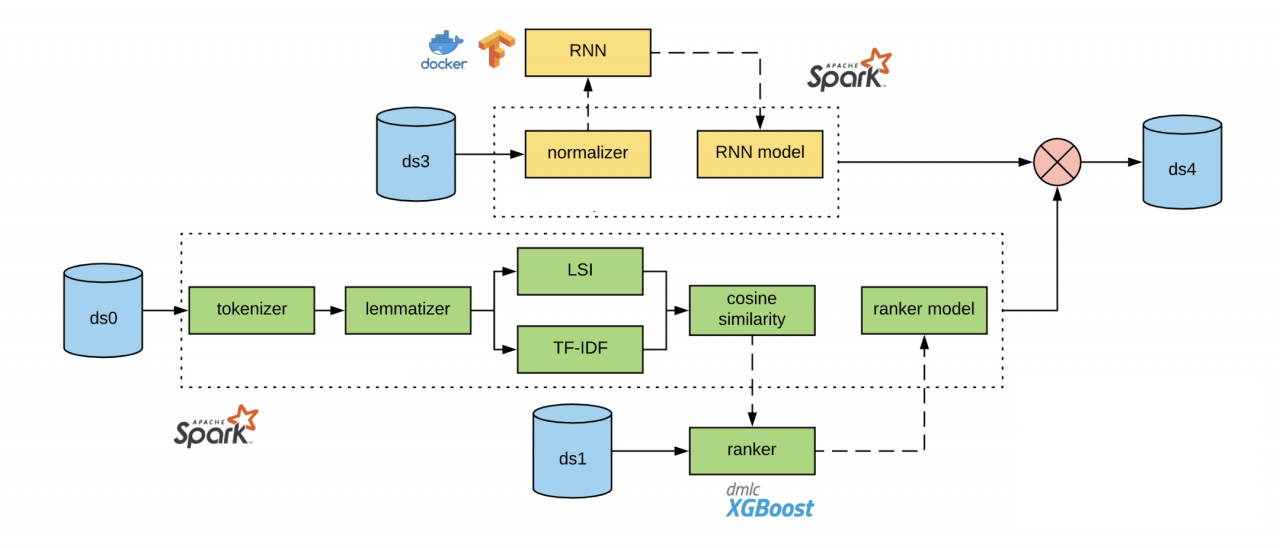 RNN
docker
APACHE
Spark
ds3
normalizer
RNN model
ds4
LSI
ds0
tokenizer
lemmatizer
cosine
similarity
ranker model
TF-IDF
APACHE
Spark
ds1
ranker
dmlc
XGBoost